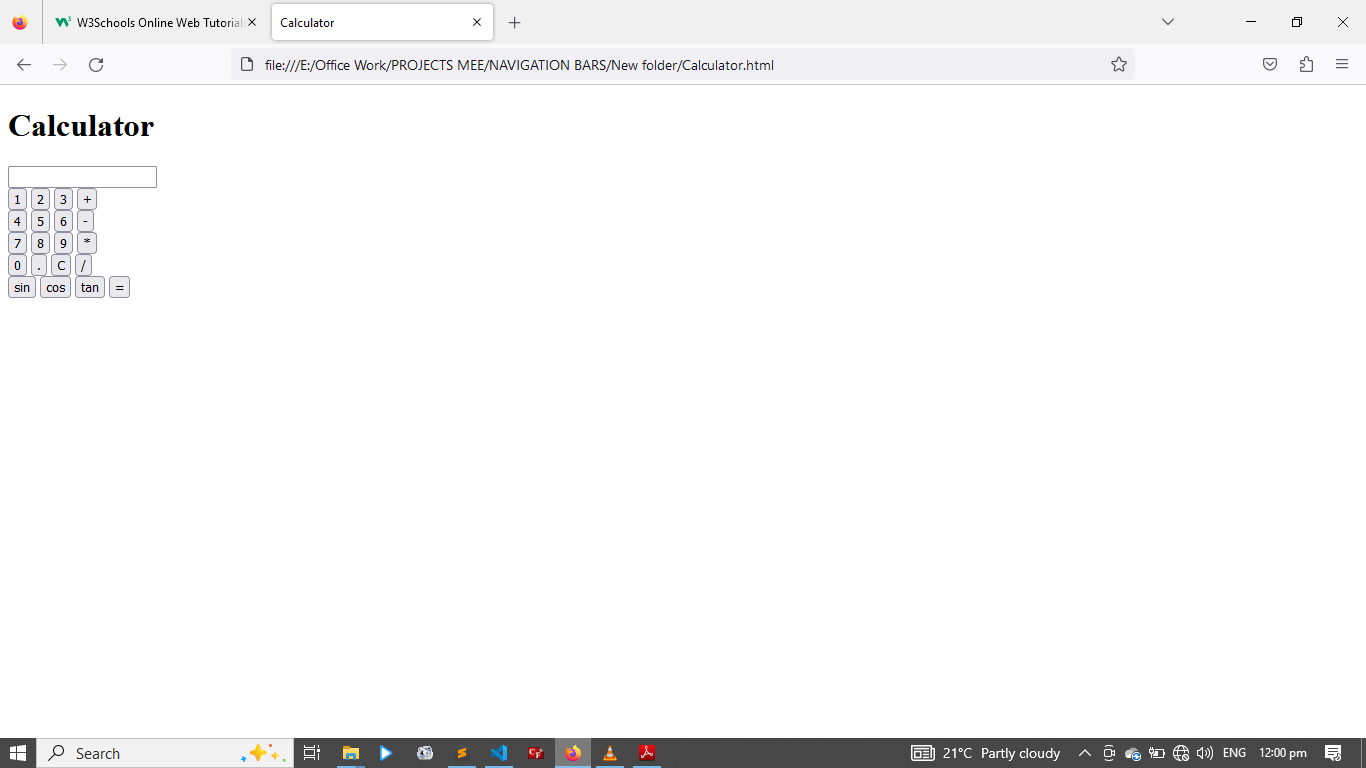 W3Schools Online Web Tutorial
Calculator
file:///E:/Office Work/PROJECTS MEE/NAVIGATION BARS/New folder/Calculator.html
Calculator
1 2 3 +
4 5 6 -
7 8 9 *
0 . C /
sin cos tan =
Search
21°C Partly cloudy
ENG
12:00 pm